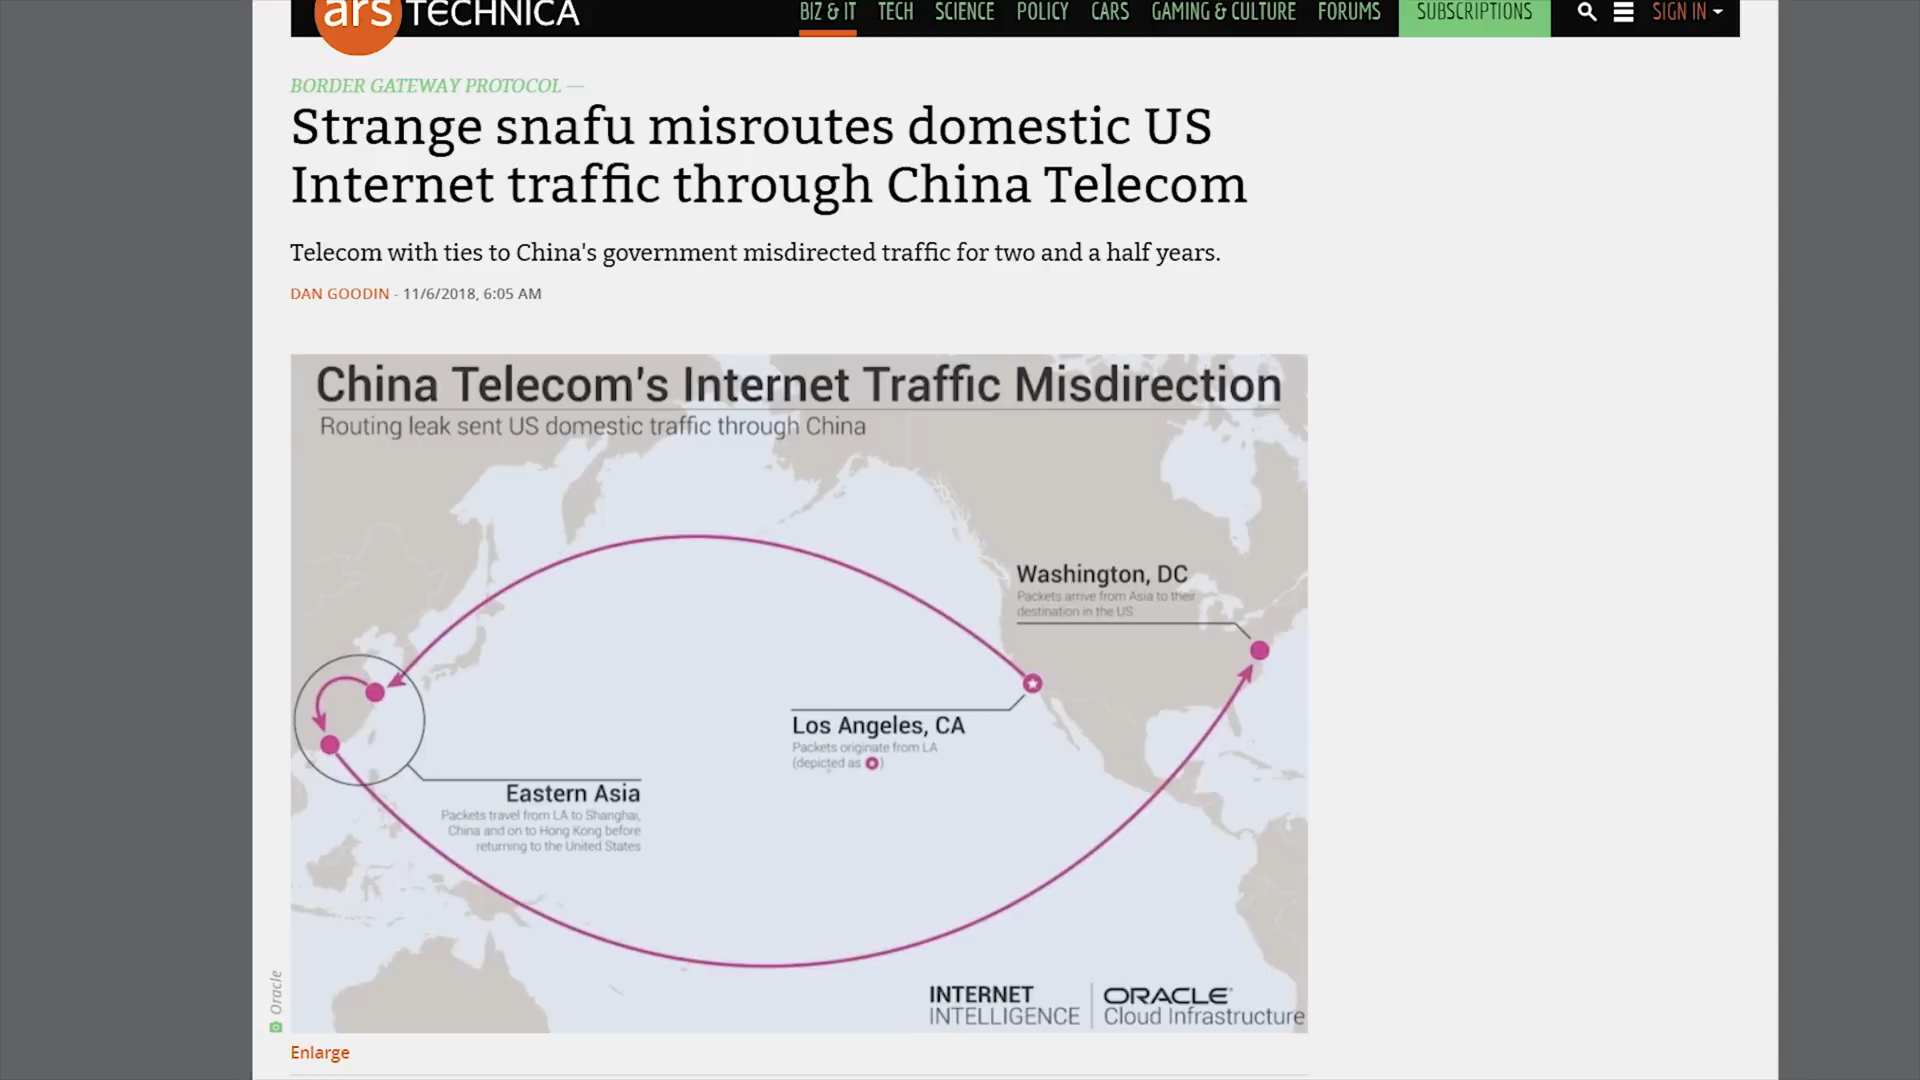 ars TECHNICA
BIZ & IT TECH SCIENCE POLICY CARS GAMING & CULTURE FORUMS SUBSCRIPTIONS SIGN IN
BORDER GATEWAY PROTOCOL —
Strange snafu misroutes domestic US
Internet traffic through China Telecom
Telecom with ties to China's government misdirected traffic for two and a half years.
DAN GOODIN - 11/6/2018, 6:05 AM
China Telecom's Internet Traffic Misdirection
Routing leak sent US domestic traffic through China
Washington, DC
Packets arrive from Asia to their
destination in the US
Los Angeles, CA
Packets originate from LA
(depicted as )
Eastern Asia
Packets travel from LA to Shanghai,
China and on to Hong Kong before
returning to the United States
INTERNET
INTELLIGENCE
ORACLE
Cloud Infrastructure
Oracle
Enlarge